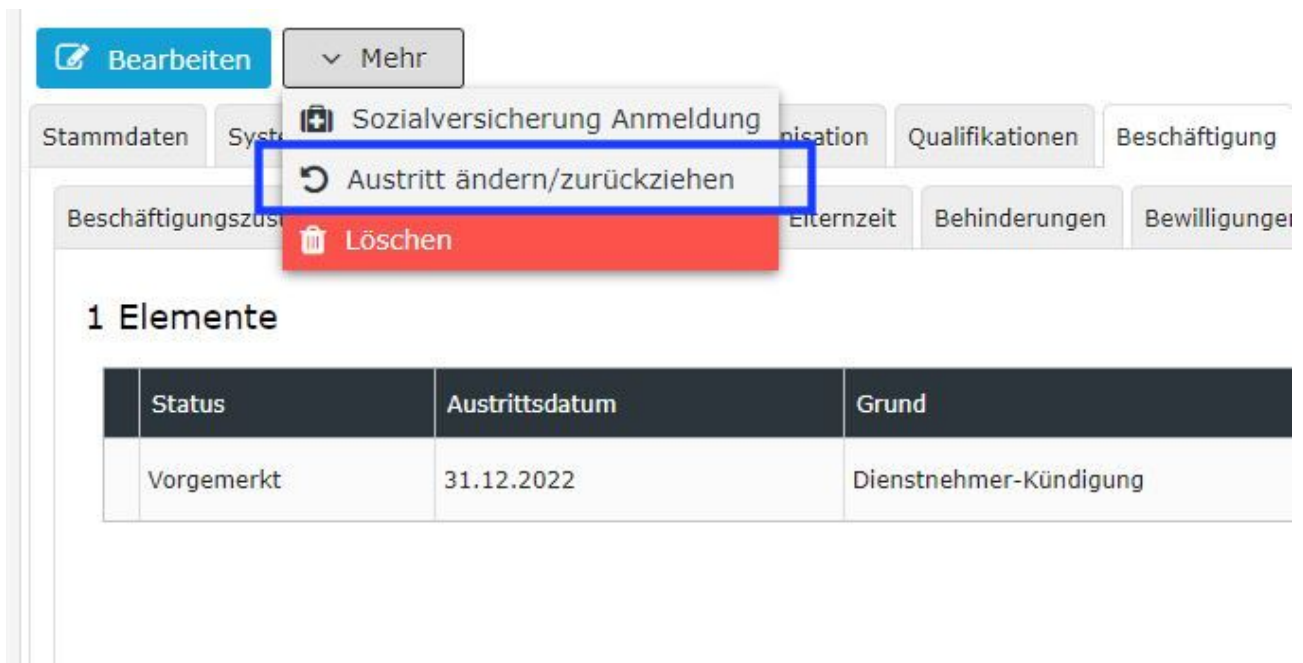 Bearbeiten Mehr
Sozialversicherung Anmeldung
Stammdaten Qualifikationen Beschäftigung
Austritt ändern/zurückziehen
Elternzeit Behinderungen
Löschen
1 Elemente
Status Austrittsdatum Grund
Vorgemerkt 31.12.2022 Dienstnehmer-Kündigung